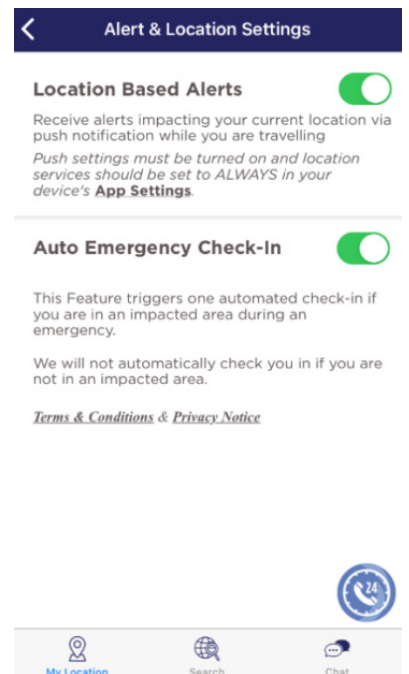 Alert & Location Settings
Location Based Alerts
Receive alerts impacting your current location via
push notification while you are travelling
Push settings must be turned on and location
services should be set to ALWAYS in your
device's App Settings.
Auto Emergency Check-In
This Feature triggers one automated check-in if
you are in an impacted area during an
emergency.
We will not automatically check you in if you are
not in an impacted area.
Terms & Conditions & Privacy Notice
24
My Location
Search
Chat